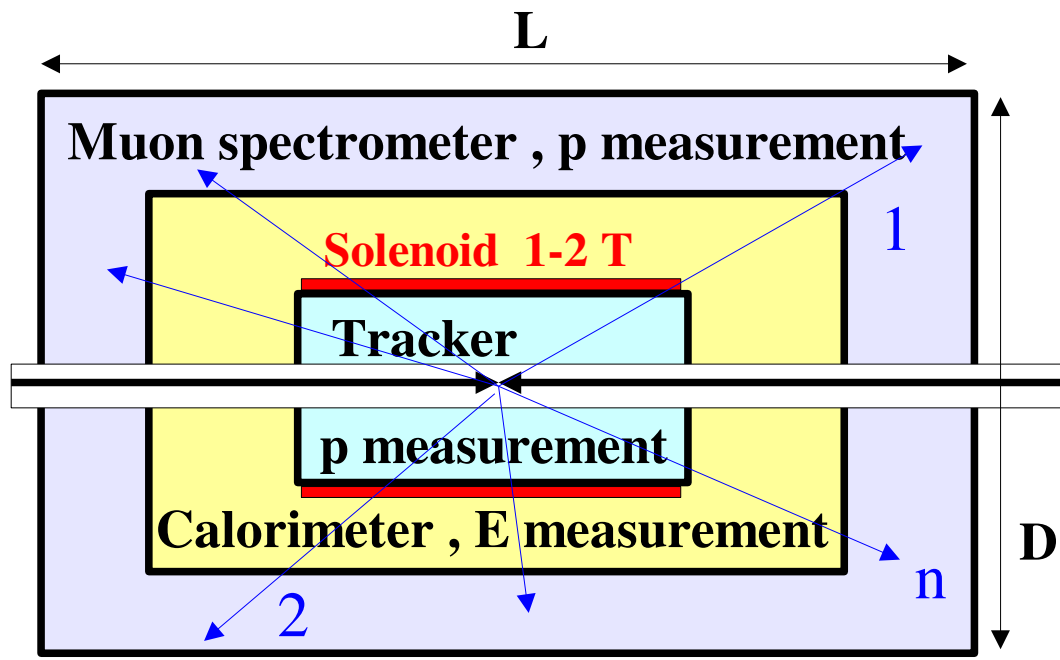 L
Muon spectrometer , p measurement
1
Solenoid 1-2 T
Tracker
p measurement
Calorimeter , E measurement
D
n
2